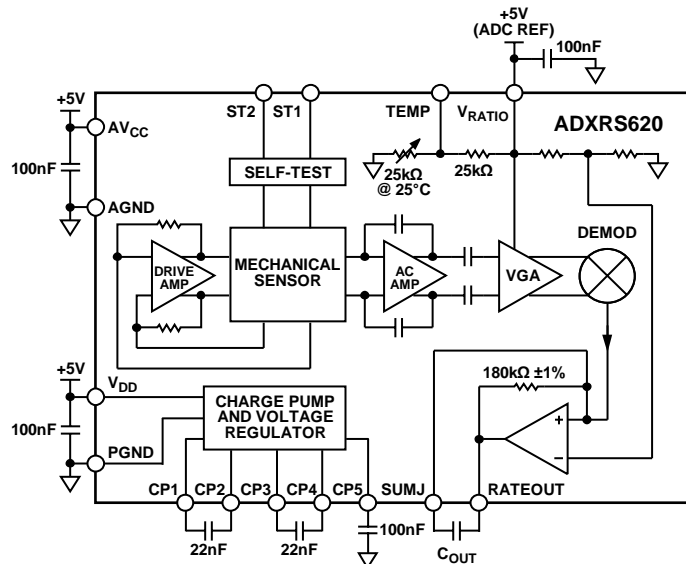 +5V
(ADC REF)
100nF
+5V
ST2
ST1
TEMP
VRATIO
ADXRS620
AVCC
100nF
25kΩ
@ 25°C
25kΩ
SELF-TEST
AGND
DEMOD
DRIVE
AMP
MECHANICAL
SENSOR
AC
AMP
VGA
+5V
VDD
180kΩ ±1%
CHARGE PUMP
AND VOLTAGE
REGULATOR
100nF
+
–
PGND
CP1
CP2
CP3
CP4
CP5
SUMJ
RATEOUT
22nF
22nF
100nF
COUT